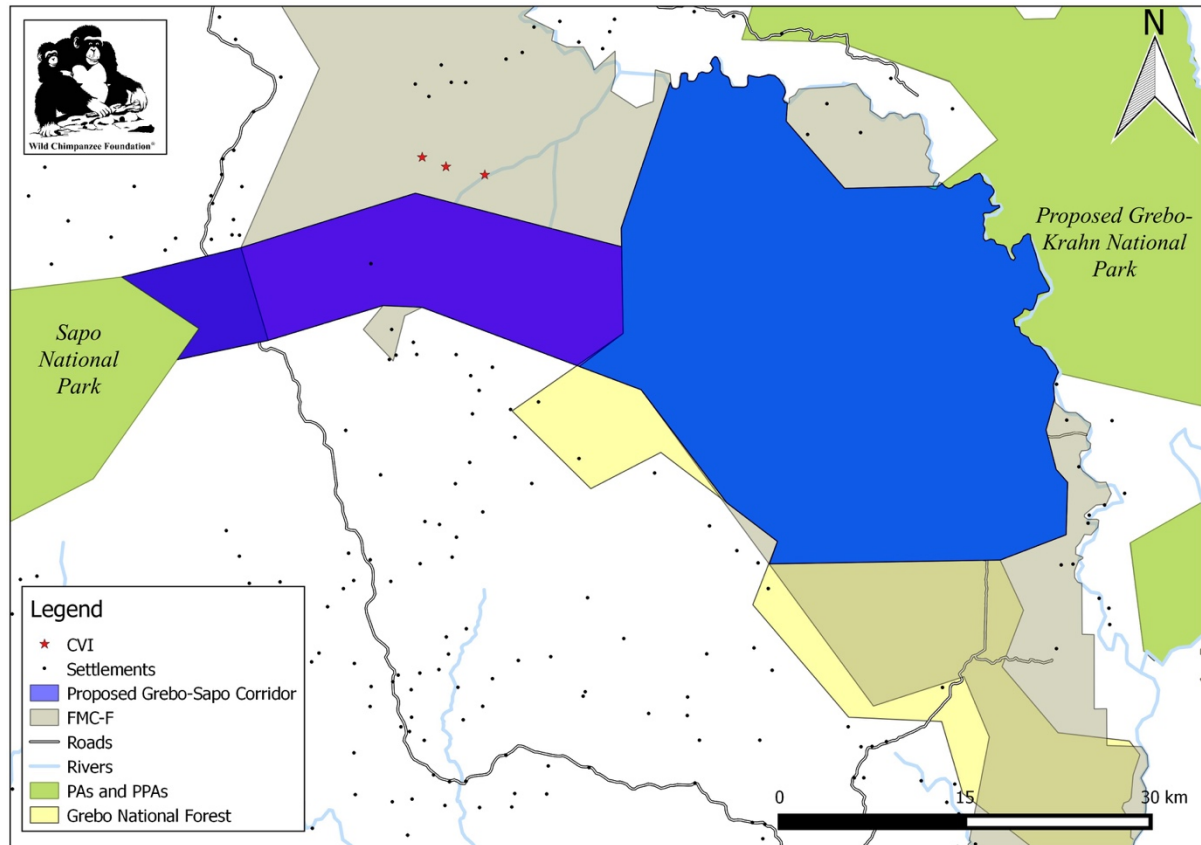 Wild Chimpanzee Foundation©
N
Proposed Grebo-
Krahn National
Park
Sapo
National
Park
Legend
CVI
Settlements
Proposed Grebo-Sapo Corridor
FMC-F
Roads
Rivers
PAs and PPAs
Grebo National Forest
0 15 30 km